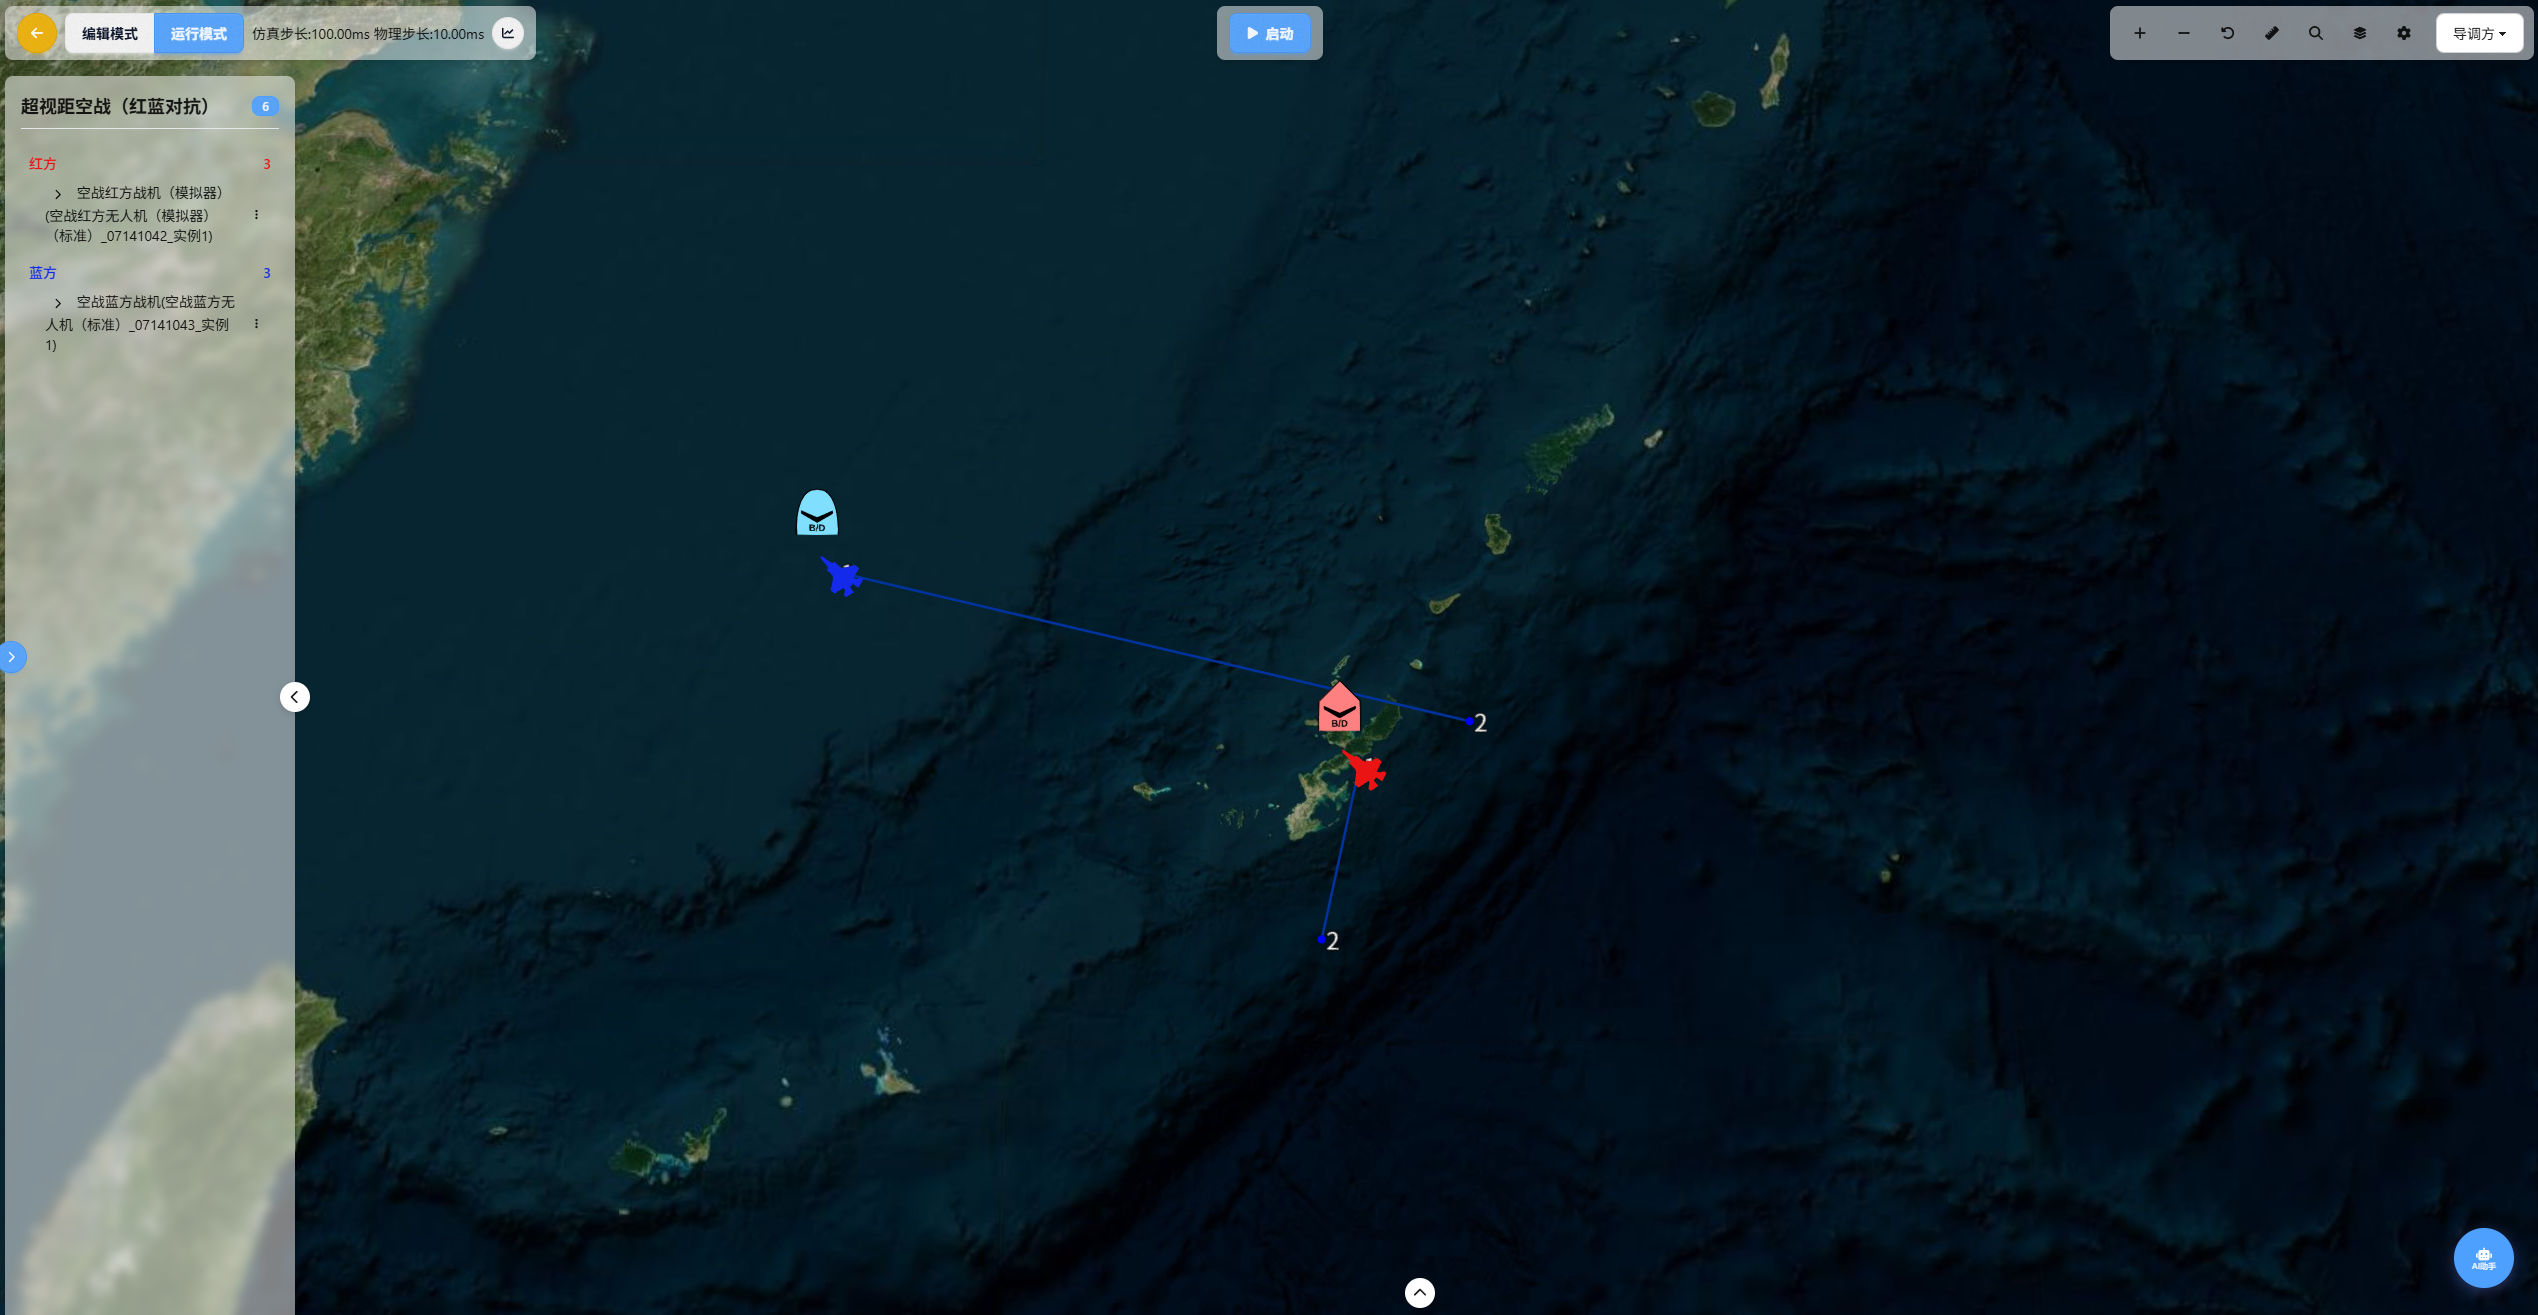 编辑模式 运行模式 仿真步长:100.00ms 物理步长:10.00ms
启动
导调方
超视距空战（红蓝对抗） 6
红方 3
空战红方战机（模拟器）
(空战红方无人机（模拟器）
（标准）_07141042_实例1)
蓝方 3
空战蓝方战机(空战蓝方无
人机（标准）_07141043_实例
1)
B/D
B/D
2
2
AI助手